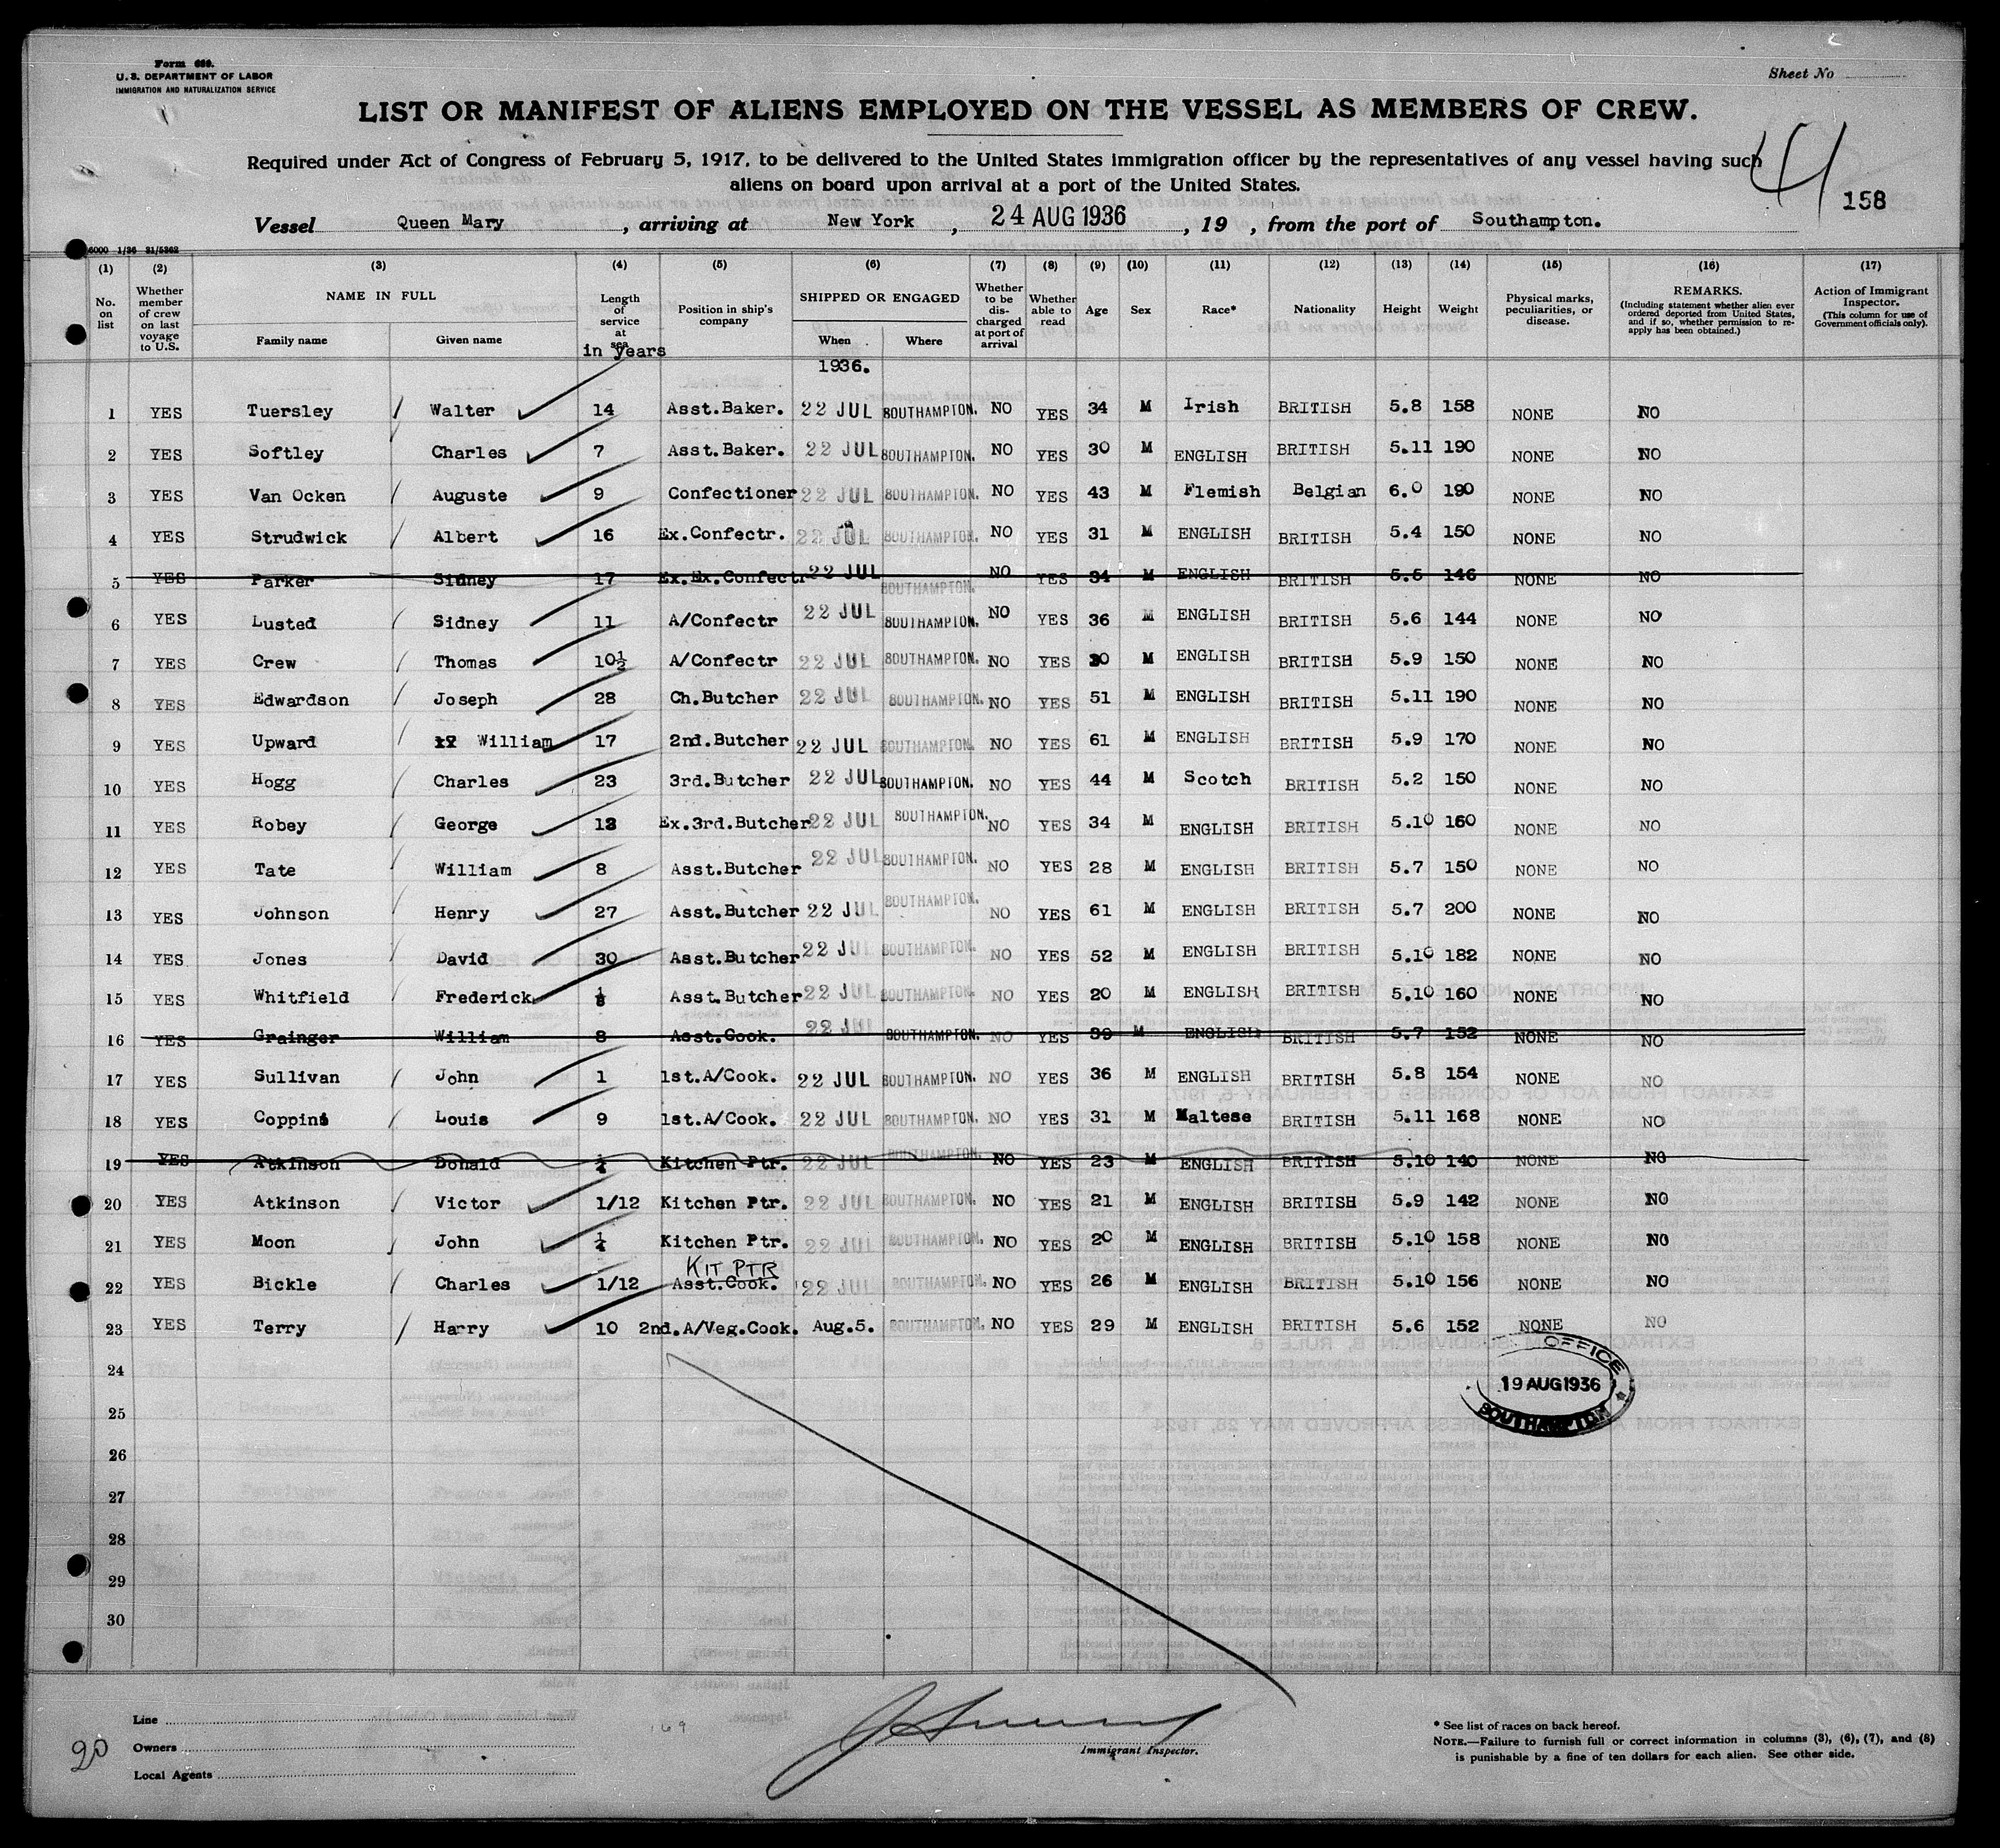 Form 689.
U. S. DEPARTMENT OF LABOR
IMMIGRATION AND NATURALIZATION SERVICE
Sheet No
LIST OR MANIFEST OF ALIENS EMPLOYED ON THE VESSEL AS MEMBERS OF CREW.
Required under Act of Congress of February 5, 1917, to be delivered to the United States immigration officer by the representatives of any vessel having such
aliens on board upon arrival at a port of the United States.
41
158
Vessel Queen Mary, arriving at New York, 24 AUG 1936, 19 , from the port of Southampton.
6000 1/36 31/5362
(1) (2) (3) (4) (5) (6) (7) (8) (9) (10) (11) (12) (13) (14) (15) (16) (17)
No. on list
Whether member of crew on last voyage to U.S.
NAME IN FULL
Family name Given name
Length of service at sea
in years
Position in ship's company
SHIPPED OR ENGAGED
When Where
1936.
Whether to be discharged at port of arrival
Whether able to read
Age Sex Race* Nationality Height Weight
Physical marks, peculiarities, or disease.
REMARKS.
(Including statement whether alien ever ordered deported from United States, and if so, whether permission to reapply has been obtained.)
Action of Immigrant Inspector.
(This column for use of Government officials only).
1 YES Tuersley / Walter 14 Asst.Baker. 22 JUL SOUTHAMPTON. NO YES 34 M Irish BRITISH 5.8 158 NONE NO
2 YES Softley / Charles 7 Asst.Baker. 22 JUL SOUTHAMPTON. NO YES 30 M ENGLISH BRITISH 5.11 190 NONE NO
3 YES Van Ocken / Auguste 9 Confectioner 22 JUL SOUTHAMPTON. NO YES 43 M Flemish Belgian 6.0 190 NONE NO
4 YES Strudwick / Albert 16 Ex.Confectr. 22 JUL SOUTHAMPTON. NO YES 31 M ENGLISH BRITISH 5.4 150 NONE NO
5 YES Parker Sidney 17 Ex.Ex.Confectr 22 JUL SOUTHAMPTON. NO YES 34 M ENGLISH BRITISH 5.5 146 NONE NO
6 YES Lusted / Sidney 11 A/Confectr 22 JUL SOUTHAMPTON. NO YES 36 M ENGLISH BRITISH 5.6 144 NONE NO
7 YES Crew / Thomas 10½ A/Confectr 22 JUL SOUTHAMPTON. NO YES 30 M ENGLISH BRITISH 5.9 150 NONE NO
8 YES Edwardson / Joseph 28 Ch.Butcher 22 JUL SOUTHAMPTON. NO YES 51 M ENGLISH BRITISH 5.11 190 NONE NO
9 YES Upward / William 17 2nd.Butcher 22 JUL SOUTHAMPTON. NO YES 61 M ENGLISH BRITISH 5.9 170 NONE NO
10 YES Hogg / Charles 23 3rd.Butcher 22 JUL SOUTHAMPTON. NO YES 44 M Scotch BRITISH 5.2 150 NONE NO
11 YES Robey / George Ex.3rd.Butcher 22 JUL SOUTHAMPTON. NO YES 34 M ENGLISH BRITISH 5.10 160 NONE NO
12 YES Tate / William 8 Asst.Butcher 22 JUL SOUTHAMPTON. NO YES 28 M ENGLISH BRITISH 5.7 150 NONE NO
13 YES Johnson / Henry 27 Asst.Butcher 22 JUL SOUTHAMPTON. NO YES 61 M ENGLISH BRITISH 5.7 200 NONE NO
14 YES Jones / David 30 Asst.Butcher 22 JUL SOUTHAMPTON. NO YES 52 M ENGLISH BRITISH 5.10 182 NONE NO
15 YES Whitfield / Frederick Asst.Butcher 22 JUL SOUTHAMPTON. NO YES 20 M ENGLISH BRITISH 5.10 160 NONE NO
16 YES Grainger William 8 Asst.Cook. 22 JUL SOUTHAMPTON. NO YES 39 M ENGLISH BRITISH 5.7 152 NONE NO
17 YES Sullivan / John 1 1st.A/Cook. 22 JUL SOUTHAMPTON. NO YES 36 M ENGLISH BRITISH 5.8 154 NONE NO
18 YES Coppini / Louis 9 1st.A/Cook. 22 JUL SOUTHAMPTON. NO YES 31 M Maltese BRITISH 5.11 168 NONE NO
19 YES Atkinson Donald ¼ Kitchen Ptr. 22 JUL SOUTHAMPTON. NO YES 23 M ENGLISH BRITISH 5.10 140 NONE NO
20 YES Atkinson / Victor 1/12 Kitchen Ptr. 22 JUL SOUTHAMPTON. NO YES 21 M ENGLISH BRITISH 5.9 142 NONE NO
21 YES Moon / John ¼ Kitchen Ptr. 22 JUL SOUTHAMPTON. NO YES 20 M ENGLISH BRITISH 5.10 158 NONE NO
KIT PTR
22 YES Bickle / Charles 1/12 Asst.Cook. 22 JUL SOUTHAMPTON. NO YES 26 M ENGLISH BRITISH 5.10 156 NONE NO
23 YES Terry / Harry 10 2nd.A/Veg.Cook. Aug.5. SOUTHAMPTON. NO YES 29 M ENGLISH BRITISH 5.6 152 NONE NO
24
25
26
27
28
29
30
OFFICE
19 AUG 1936
SOUTHAMPTON
Line
Owners
Local Agents
20
169
Immigrant Inspector.
* See list of races on back hereof.
NOTE.—Failure to furnish full or correct information in columns (3), (6), (7), and (8)
is punishable by a fine of ten dollars for each alien. See other side.